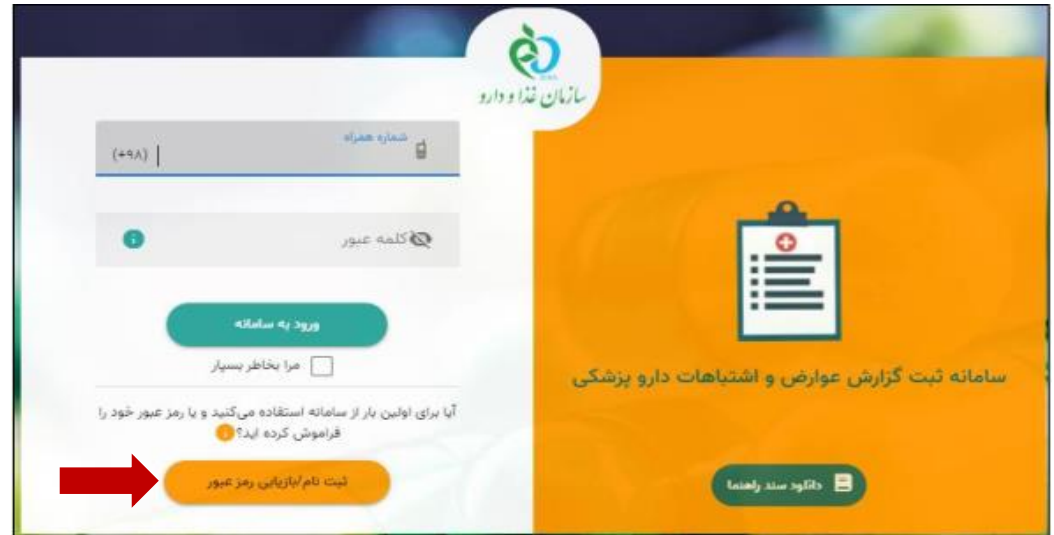 سازمان غذا و دارو
شماره همراه
(+۹۸)
کلمه عبور
ورود به سامانه
مرا بخاطر بسپار
آیا برای اولین بار از سامانه استفاده می‌کنید و یا رمز عبور خود را
فراموش کرده اید؟
ثبت نام/بازیابی رمز عبور
سامانه ثبت گزارش عوارض و اشتباهات دارو پزشکی
دانلود سند راهنما